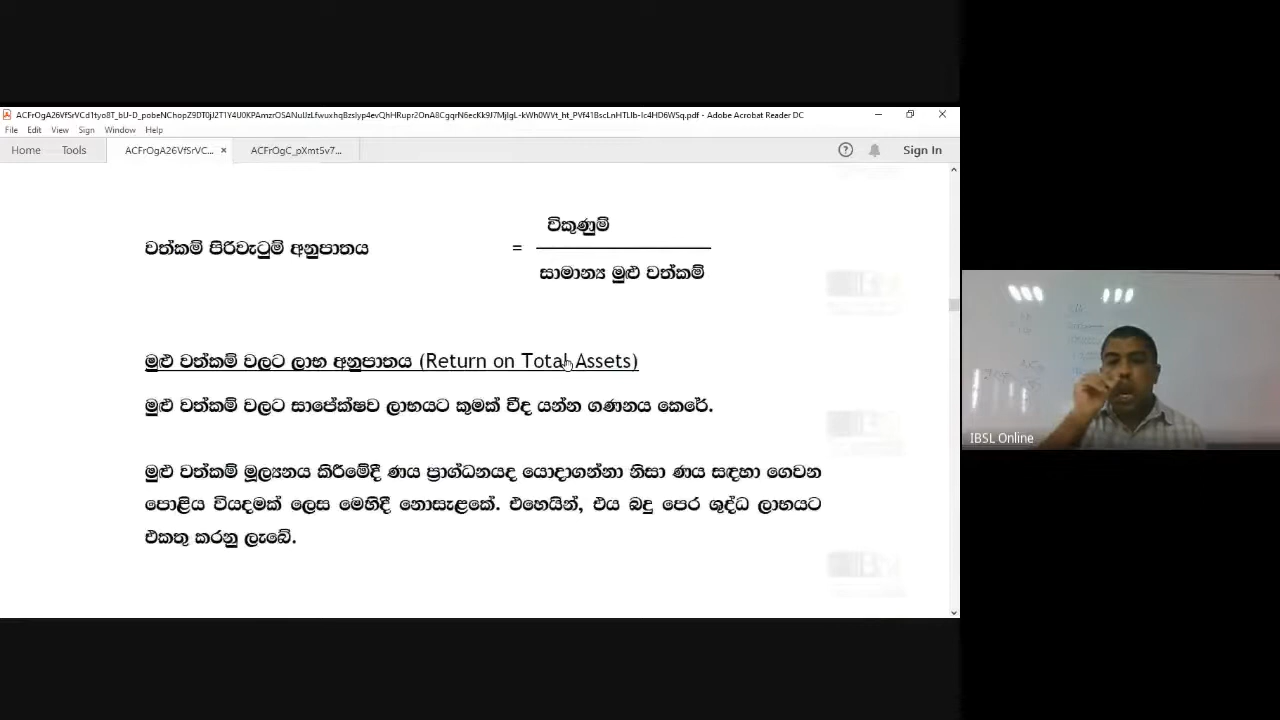 ACFrOgA26VfSrVCd1tyo8T_bU-D_pobeNChopZ9DT0jJ2T1Y4U0KPAmzrOSANuUzLfwuxhqBzslyp4evQhHRupr2OnA8CgqrN6ecKk9J7MjlgL-kWh0WVt_ht_PVf41BscLnHTLlb-Ic4HD6WSq.pdf - Adobe Acrobat Reader DC
File Edit View Sign Window Help
Home Tools ACFrOgA26VfSrVC... × ACFrOgC_pXmt5v7... Sign In
විකුණුම්
වත්කම් පිරිවැටුම් අනුපාතය =
සාමාන්‍ය මුළු වත්කම්
මුළු වත්කම් වලට ලාභ අනුපාතය (Return on Total Assets)
මුළු වත්කම් වලට සාපේක්ෂව ලාභයට කුමක් වීද යන්න ගණනය කෙරේ.
මුළු වත්කම් මූල්‍යනය කිරීමේදී ණය ප්‍රාග්ධනයද යොදාගන්නා නිසා ණය සඳහා ගෙවන
පොළිය වියදමක් ලෙස මෙහිදී නොසැළකේ. එහෙයින්, එය බදු පෙර ශුද්ධ ලාභයට
එකතු කරනු ලැබේ.
IBSL Online